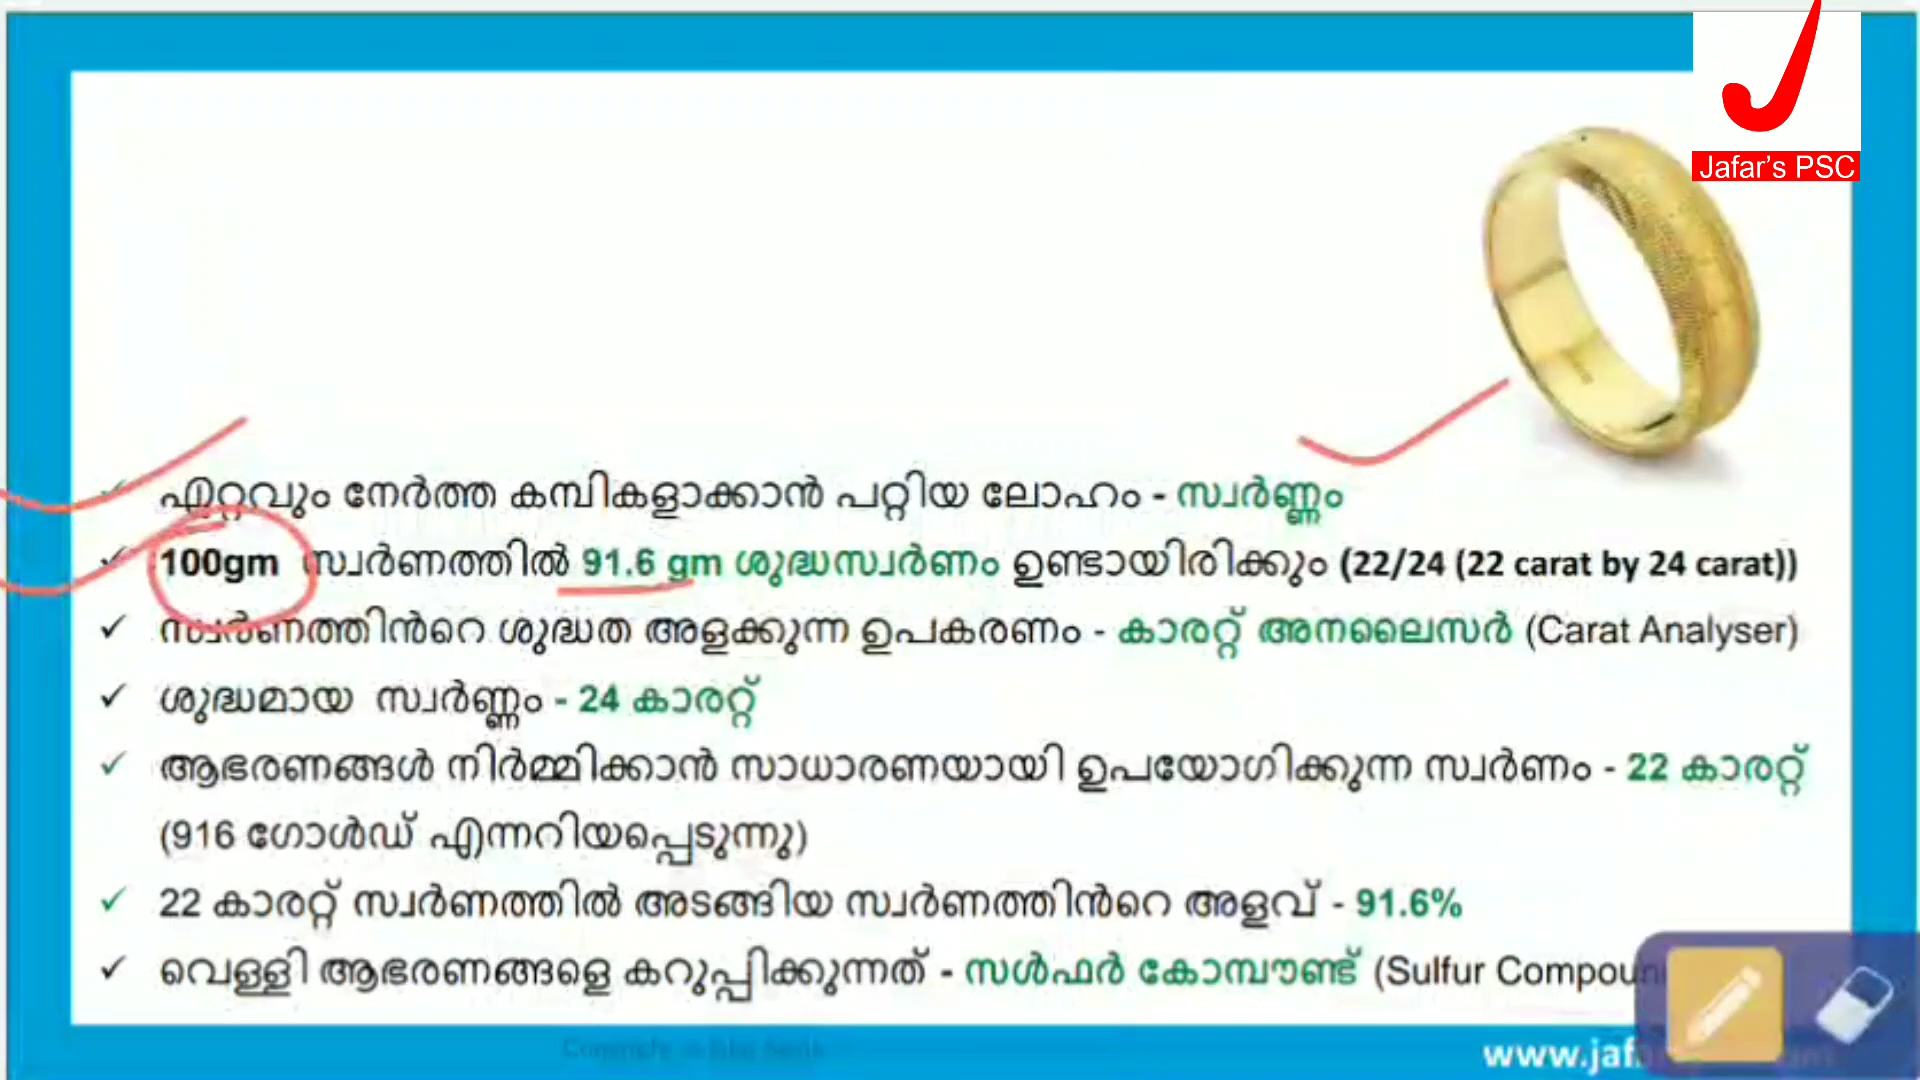 Jafar's PSC
എറ്റവും നേർത്ത കമ്പികളാക്കാൻ പറ്റിയ ലോഹം - സ്വർണ്ണം
100gm സ്വർണത്തിൽ 91.6 gm ശുദ്ധസ്വർണം ഉണ്ടായിരിക്കും (22/24 (22 carat by 24 carat))
സ്വർണത്തിൻറെ ശുദ്ധത അളക്കുന്ന ഉപകരണം - കാരറ്റ് അനലൈസർ (Carat Analyser)
ശുദ്ധമായ സ്വർണ്ണം - 24 കാരറ്റ്
ആഭരണങ്ങൾ നിർമ്മിക്കാൻ സാധാരണയായി ഉപയോഗിക്കുന്ന സ്വർണം - 22 കാരറ്റ്
(916 ഗോൾഡ് എന്നറിയപ്പെടുന്നു)
22 കാരറ്റ് സ്വർണത്തിൽ അടങ്ങിയ സ്വർണത്തിൻറെ അളവ് - 91.6%
വെള്ളി ആഭരണങ്ങളെ കറുപ്പിക്കുന്നത് - സൾഫർ കോമ്പൗണ്ട് (Sulfur Compoun
www.jaf